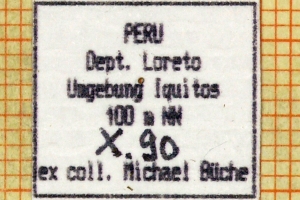 PERU
Dept. Loreto
Umgebung Iquitos
100 m NN
X. 90
ex coll. Michael Büche